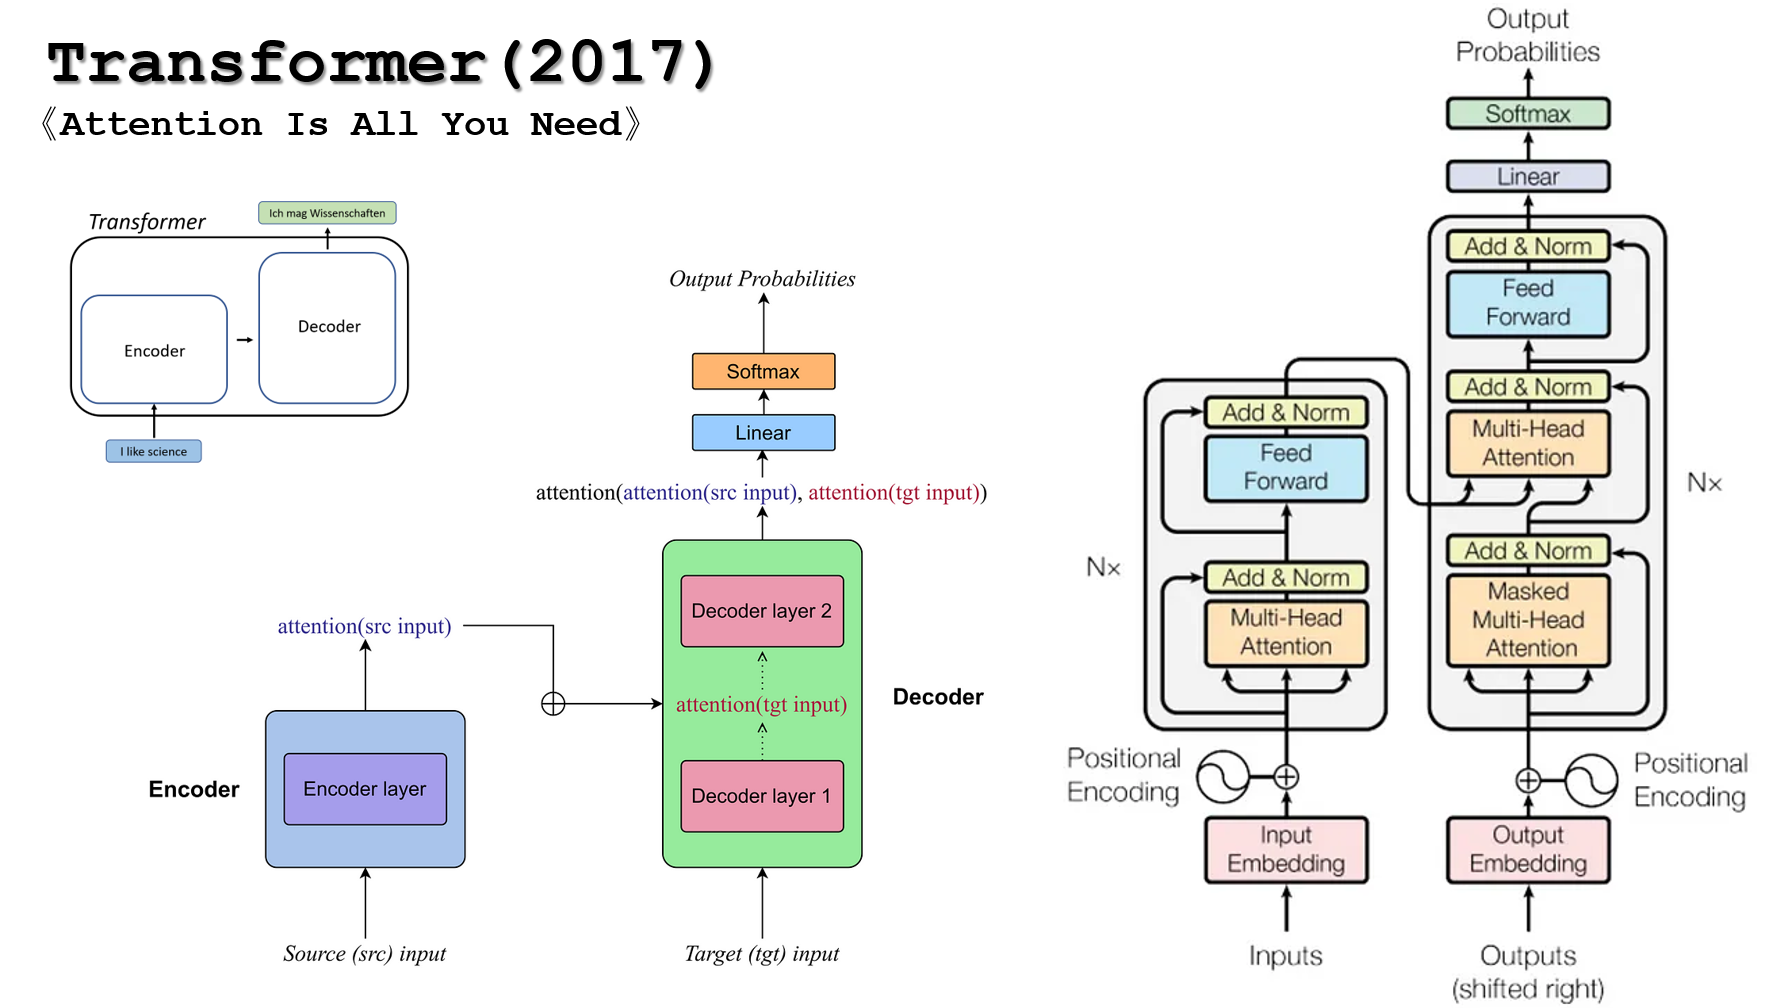 Transformer(2017)
《Attention Is All You Need》
Transformer
Ich mag Wissenschaften
Encoder
Decoder
I like science
Output Probabilities
Softmax
Linear
attention(attention(src input), attention(tgt input))
Decoder layer 2
attention(src input)
attention(tgt input)
Decoder
Encoder
Encoder layer
Decoder layer 1
Source (src) input
Target (tgt) input
Output
Probabilities
Softmax
Linear
Add & Norm
Feed
Forward
Add & Norm
Multi-Head
Attention
Nx
Add & Norm
Masked
Multi-Head
Attention
Add & Norm
Feed
Forward
Nx
Add & Norm
Multi-Head
Attention
Positional
Encoding
Positional
Encoding
Input
Embedding
Output
Embedding
Inputs
Outputs
(shifted right)